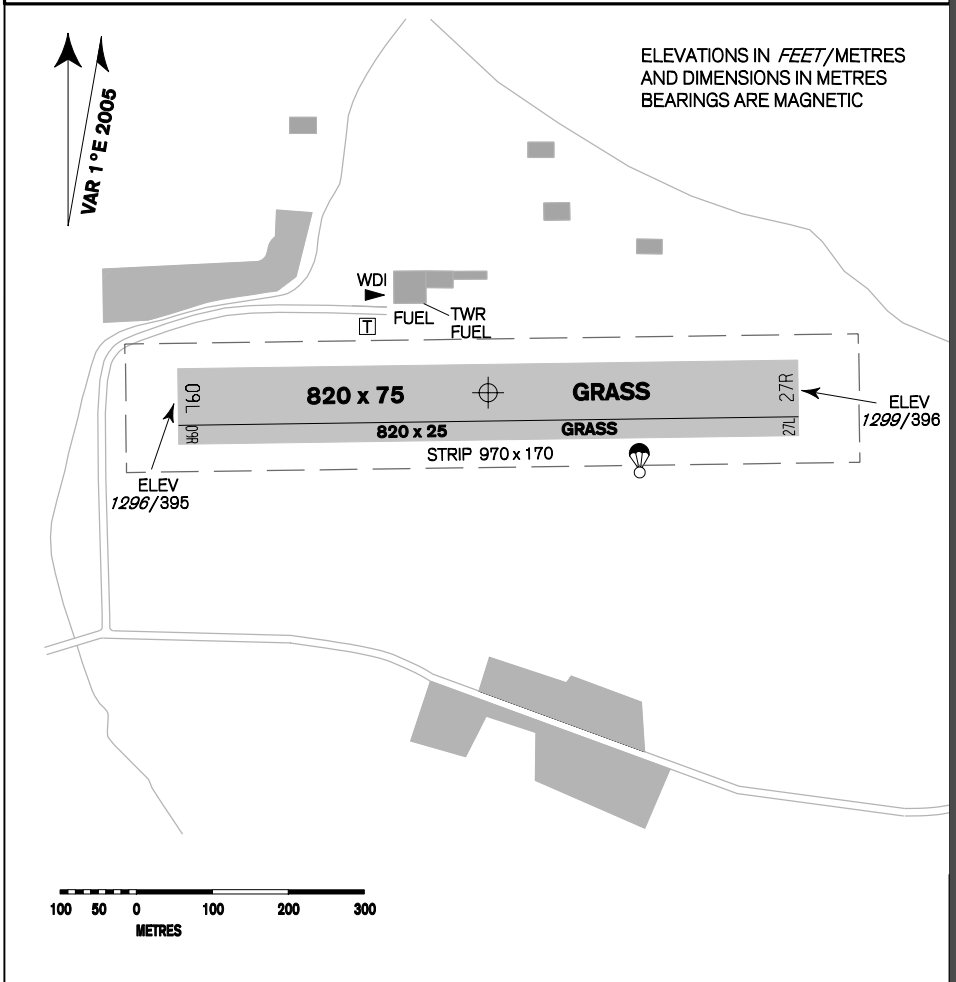 ELEVATIONS IN FEET/METRES
AND DIMENSIONS IN METRES
BEARINGS ARE MAGNETIC
VAR 1°E 2005
WDI
T
FUEL
TWR
FUEL
09L
820 x 75
GRASS
27R
ELEV
1299/396
09R
820 x 25
GRASS
27L
STRIP 970 x 170
ELEV
1296/395
100 50 0 100 200 300
METRES